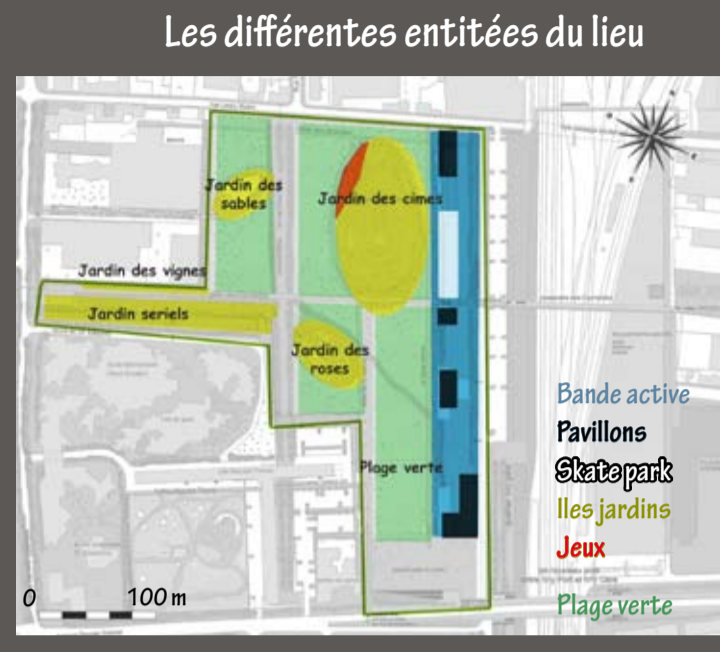 Les différentes entitées du lieu
Jardin des
sables
Jardin des cimes
Jardin des vignes
Jardin seriels
Jardin des
roses
Plage verte
Bande active
Pavillons
Skate park
Iles jardins
Jeux
Plage verte
0 100 m